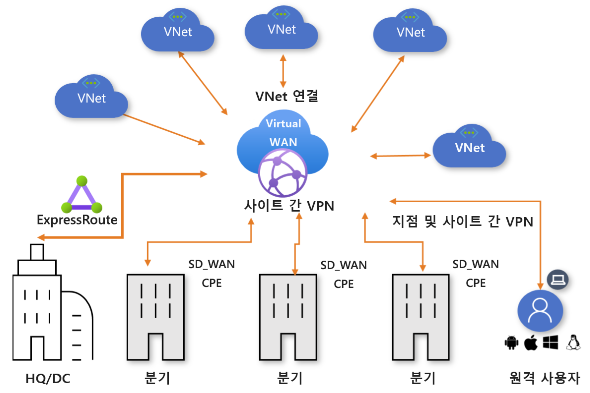 VNet
VNet
VNet
VNet
VNet 연결
Virtual
WAN
VNet
사이트 간 VPN
ExpressRoute
지점 및 사이트 간 VPN
SD_WAN
CPE
SD_WAN
CPE
SD_WAN
CPE
HQ/DC
분기
분기
분기
원격 사용자